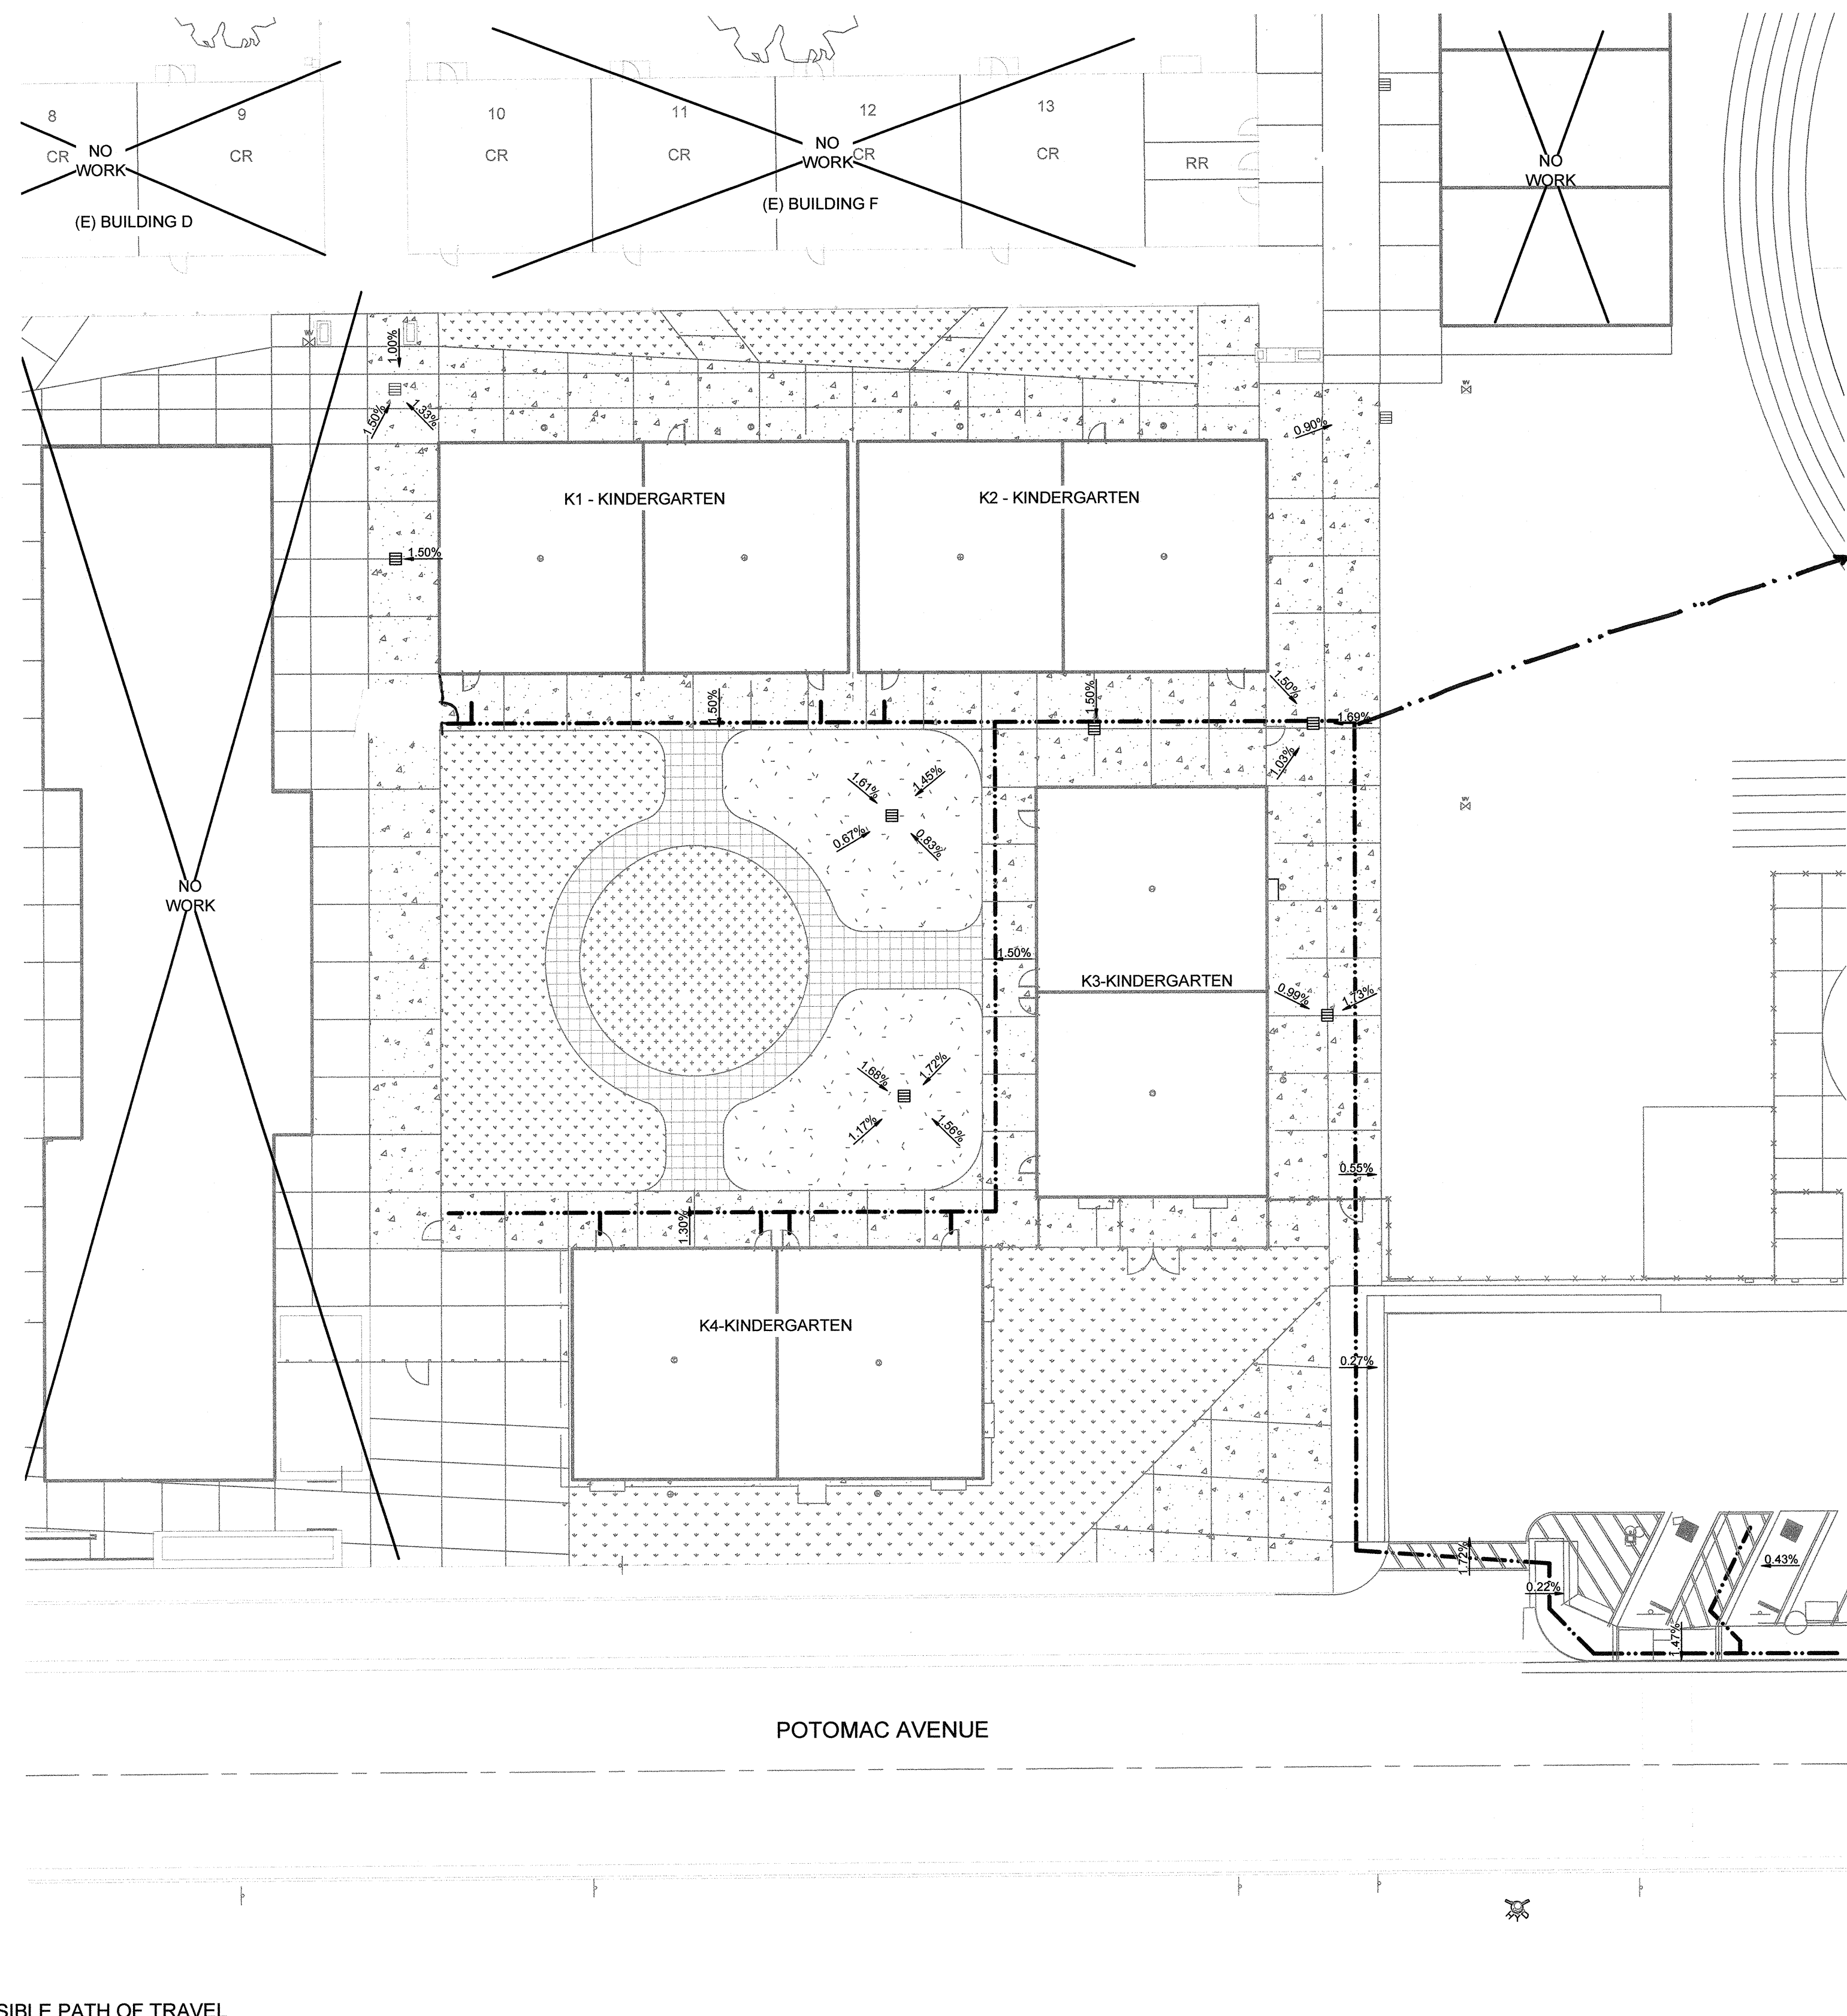 8
9
10
11
12
13
CR
NO
WORK
CR
CR
CR
NO
WORK
CR
CR
RR
NO
WORK
(E) BUILDING D
(E) BUILDING F
WV
1.00%
1.50%
1.33%
WV
0.90%
K1 - KINDERGARTEN
K2 - KINDERGARTEN
1.50%
1.50%
1.50%
1.50%
1.69%
1.03%
1.61%
1.45%
0.67%
0.83%
WV
NO
WORK
1.50%
K3-KINDERGARTEN
0.99%
1.73%
1.68%
1.72%
1.17%
1.56%
0.55%
1.30%
K4-KINDERGARTEN
0.27%
1.72%
0.43%
0.22%
1.47%
POTOMAC AVENUE
SIBLE PATH OF TRAVEL